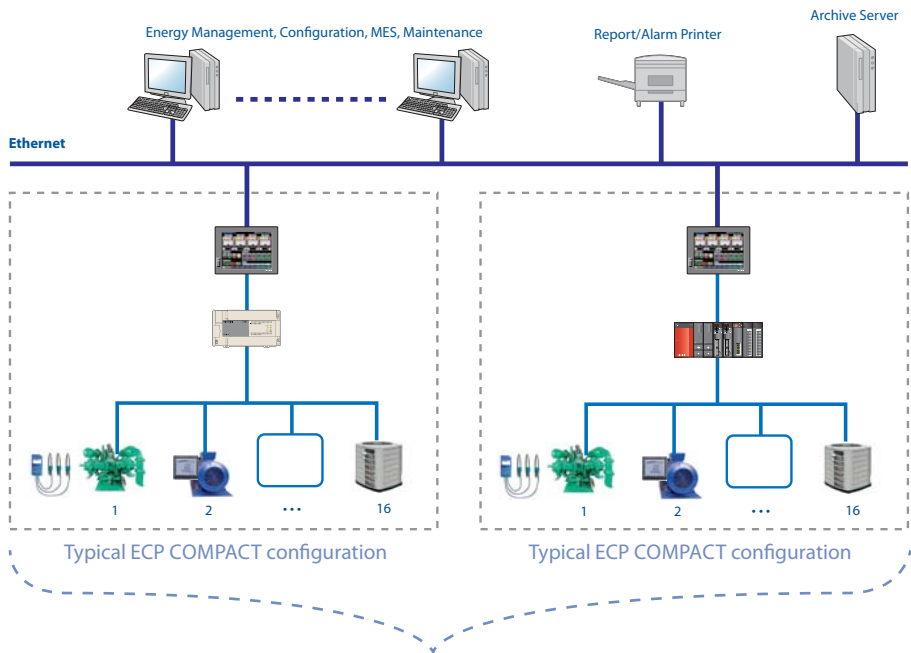 Archive Server
Energy Management, Configuration, MES, Maintenance
Report/Alarm Printer
Ethernet
1
2
...
16
1
2
...
16
Typical ECP COMPACT configuration
Typical ECP COMPACT configuration